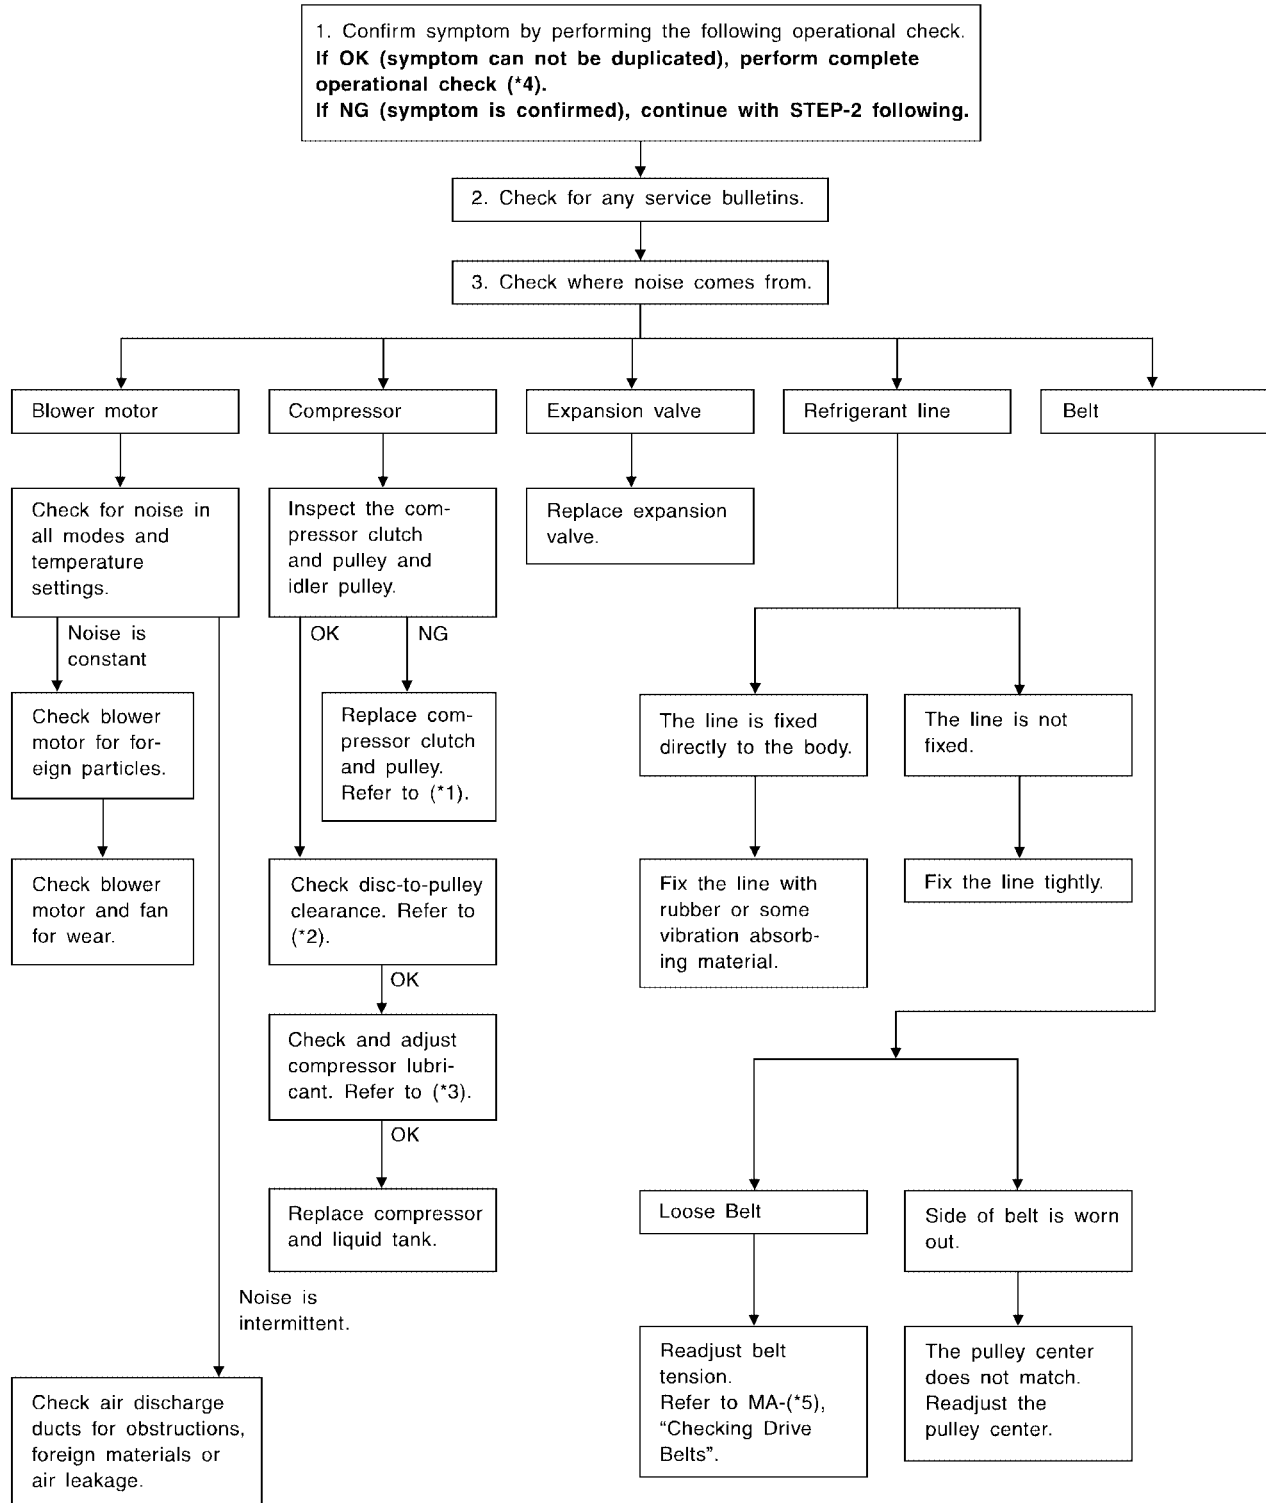 1. Confirm symptom by performing the following operational check.
If OK (symptom can not be duplicated), perform complete
operational check (*4).
If NG (symptom is confirmed), continue with STEP-2 following.
2. Check for any service bulletins.
3. Check where noise comes from.
Blower motor
Compressor
Expansion valve
Refrigerant line
Belt
Check for noise in
all modes and
temperature
settings.
Inspect the com-
pressor clutch
and pulley and
idler pulley.
Replace expansion
valve.
Noise is
constant
OK
NG
Check blower
motor for for-
eign particles.
Replace com-
pressor clutch
and pulley.
Refer to (*1).
The line is fixed
directly to the body.
The line is not
fixed.
Check blower
motor and fan
for wear.
Check disc-to-pulley
clearance. Refer to
(*2).
Fix the line with
rubber or some
vibration absorb-
ing material.
Fix the line tightly.
OK
Check and adjust
compressor lubri-
cant. Refer to (*3).
OK
Replace compressor
and liquid tank.
Loose Belt
Side of belt is worn
out.
Noise is
intermittent.
Check air discharge
ducts for obstructions,
foreign materials or
air leakage.
Readjust belt
tension.
Refer to MA-(*5),
“Checking Drive
Belts”.
The pulley center
does not match.
Readjust the
pulley center.